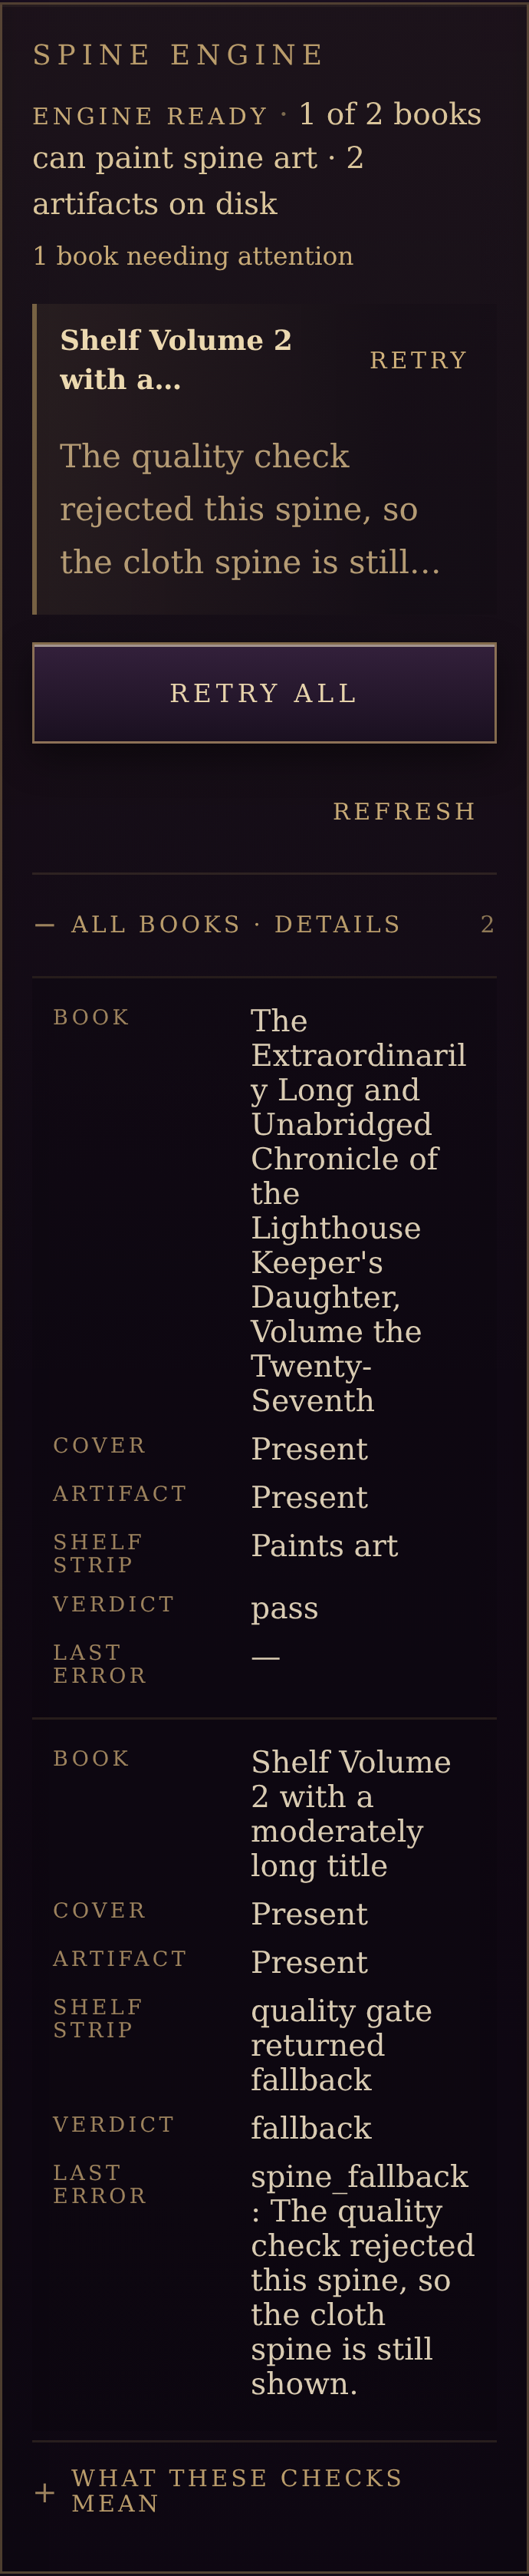 SPINE ENGINE
ENGINE READY · 1 of 2 books
can paint spine art · 2
artifacts on disk
1 book needing attention
Shelf Volume 2
with a…
RETRY
The quality check
rejected this spine, so
the cloth spine is still…
RETRY ALL
REFRESH
— ALL BOOKS · DETAILS 2
BOOK
The
Extraordinaril
y Long and
Unabridged
Chronicle of
the
Lighthouse
Keeper's
Daughter,
Volume the
Twenty-
Seventh
COVER
Present
ARTIFACT
Present
SHELF
STRIP
Paints art
VERDICT
pass
LAST
ERROR
—
BOOK
Shelf Volume
2 with a
moderately
long title
COVER
Present
ARTIFACT
Present
SHELF
STRIP
quality gate
returned
fallback
VERDICT
fallback
LAST
ERROR
spine_fallback
: The quality
check rejected
this spine, so
the cloth
spine is still
shown.
+ WHAT THESE CHECKS
MEAN